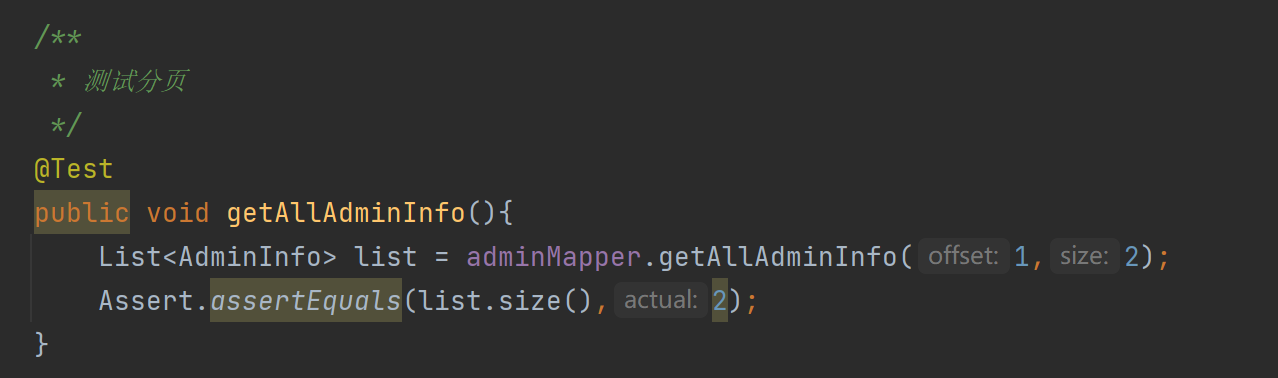 /**
 * 测试分页
 */
@Test
public void getAllAdminInfo(){
    List<AdminInfo> list = adminMapper.getAllAdminInfo( offset: 1, size: 2);
    Assert.assertEquals(list.size(), actual: 2);
}